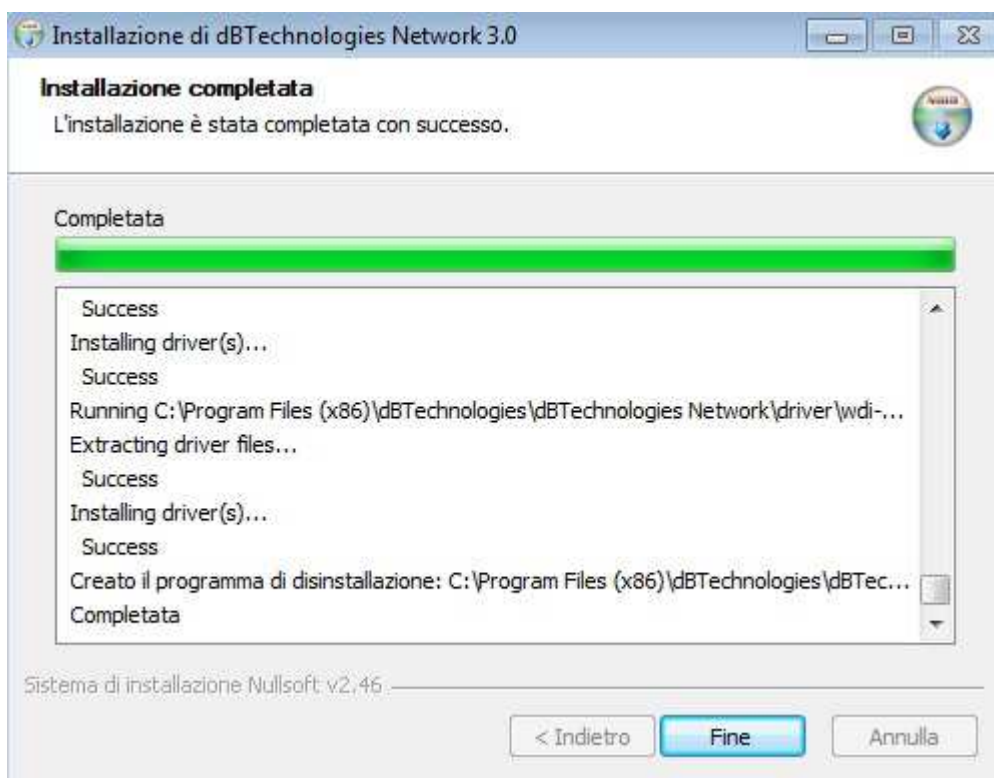 Installazione di dBTechnologies Network 3.0
Installazione completata
L'installazione è stata completata con successo.
Completata
Success
Installing driver(s)...
Success
Running C:\Program Files (x86)\dBTechnologies\dBTechnologies Network\driver\wdi-...
Extracting driver files...
Success
Installing driver(s)...
Success
Creato il programma di disinstallazione: C:\Program Files (x86)\dBTechnologies\dBTec...
Completata
Sistema di installazione Nullsoft v2.46
< Indietro
Fine
Annulla